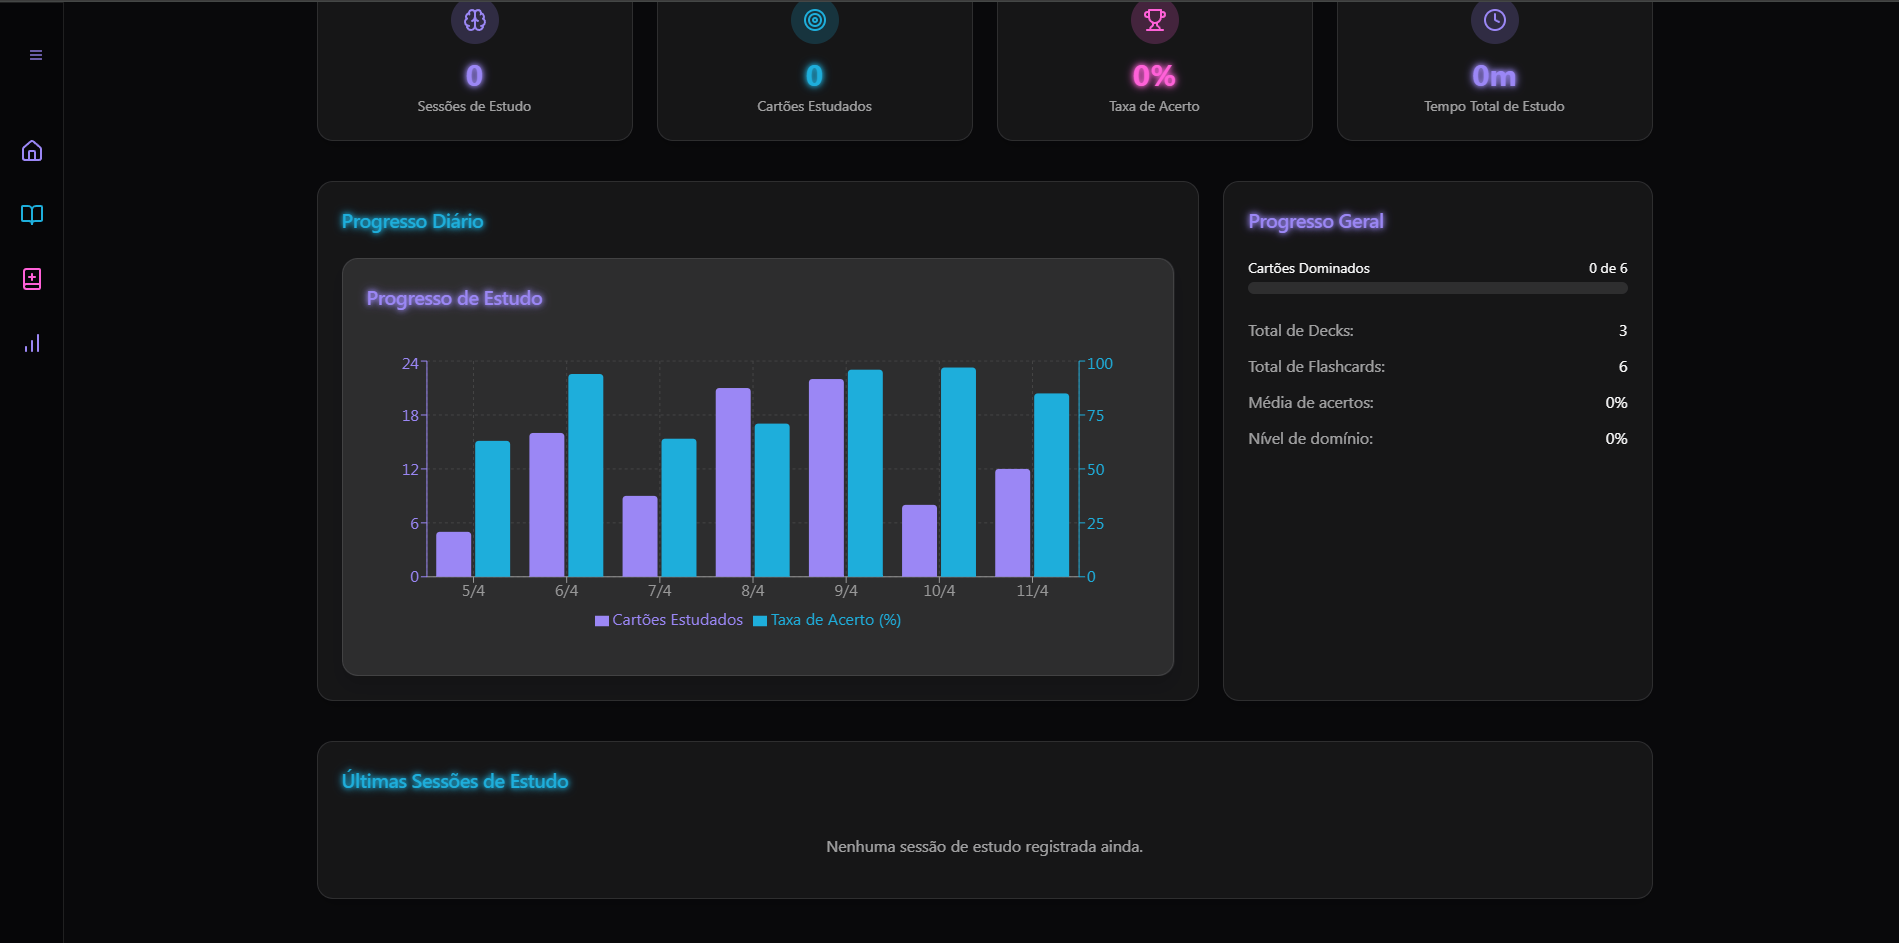 0
Sessões de Estudo
0
Cartões Estudados
0%
Taxa de Acerto
0m
Tempo Total de Estudo
Progresso Diário
Progresso de Estudo
24
18
12
6
0
100
75
50
25
0
5/4 6/4 7/4 8/4 9/4 10/4 11/4
Cartões Estudados Taxa de Acerto (%)
Progresso Geral
Cartões Dominados 0 de 6
Total de Decks: 3
Total de Flashcards: 6
Média de acertos: 0%
Nível de domínio: 0%
Últimas Sessões de Estudo
Nenhuma sessão de estudo registrada ainda.